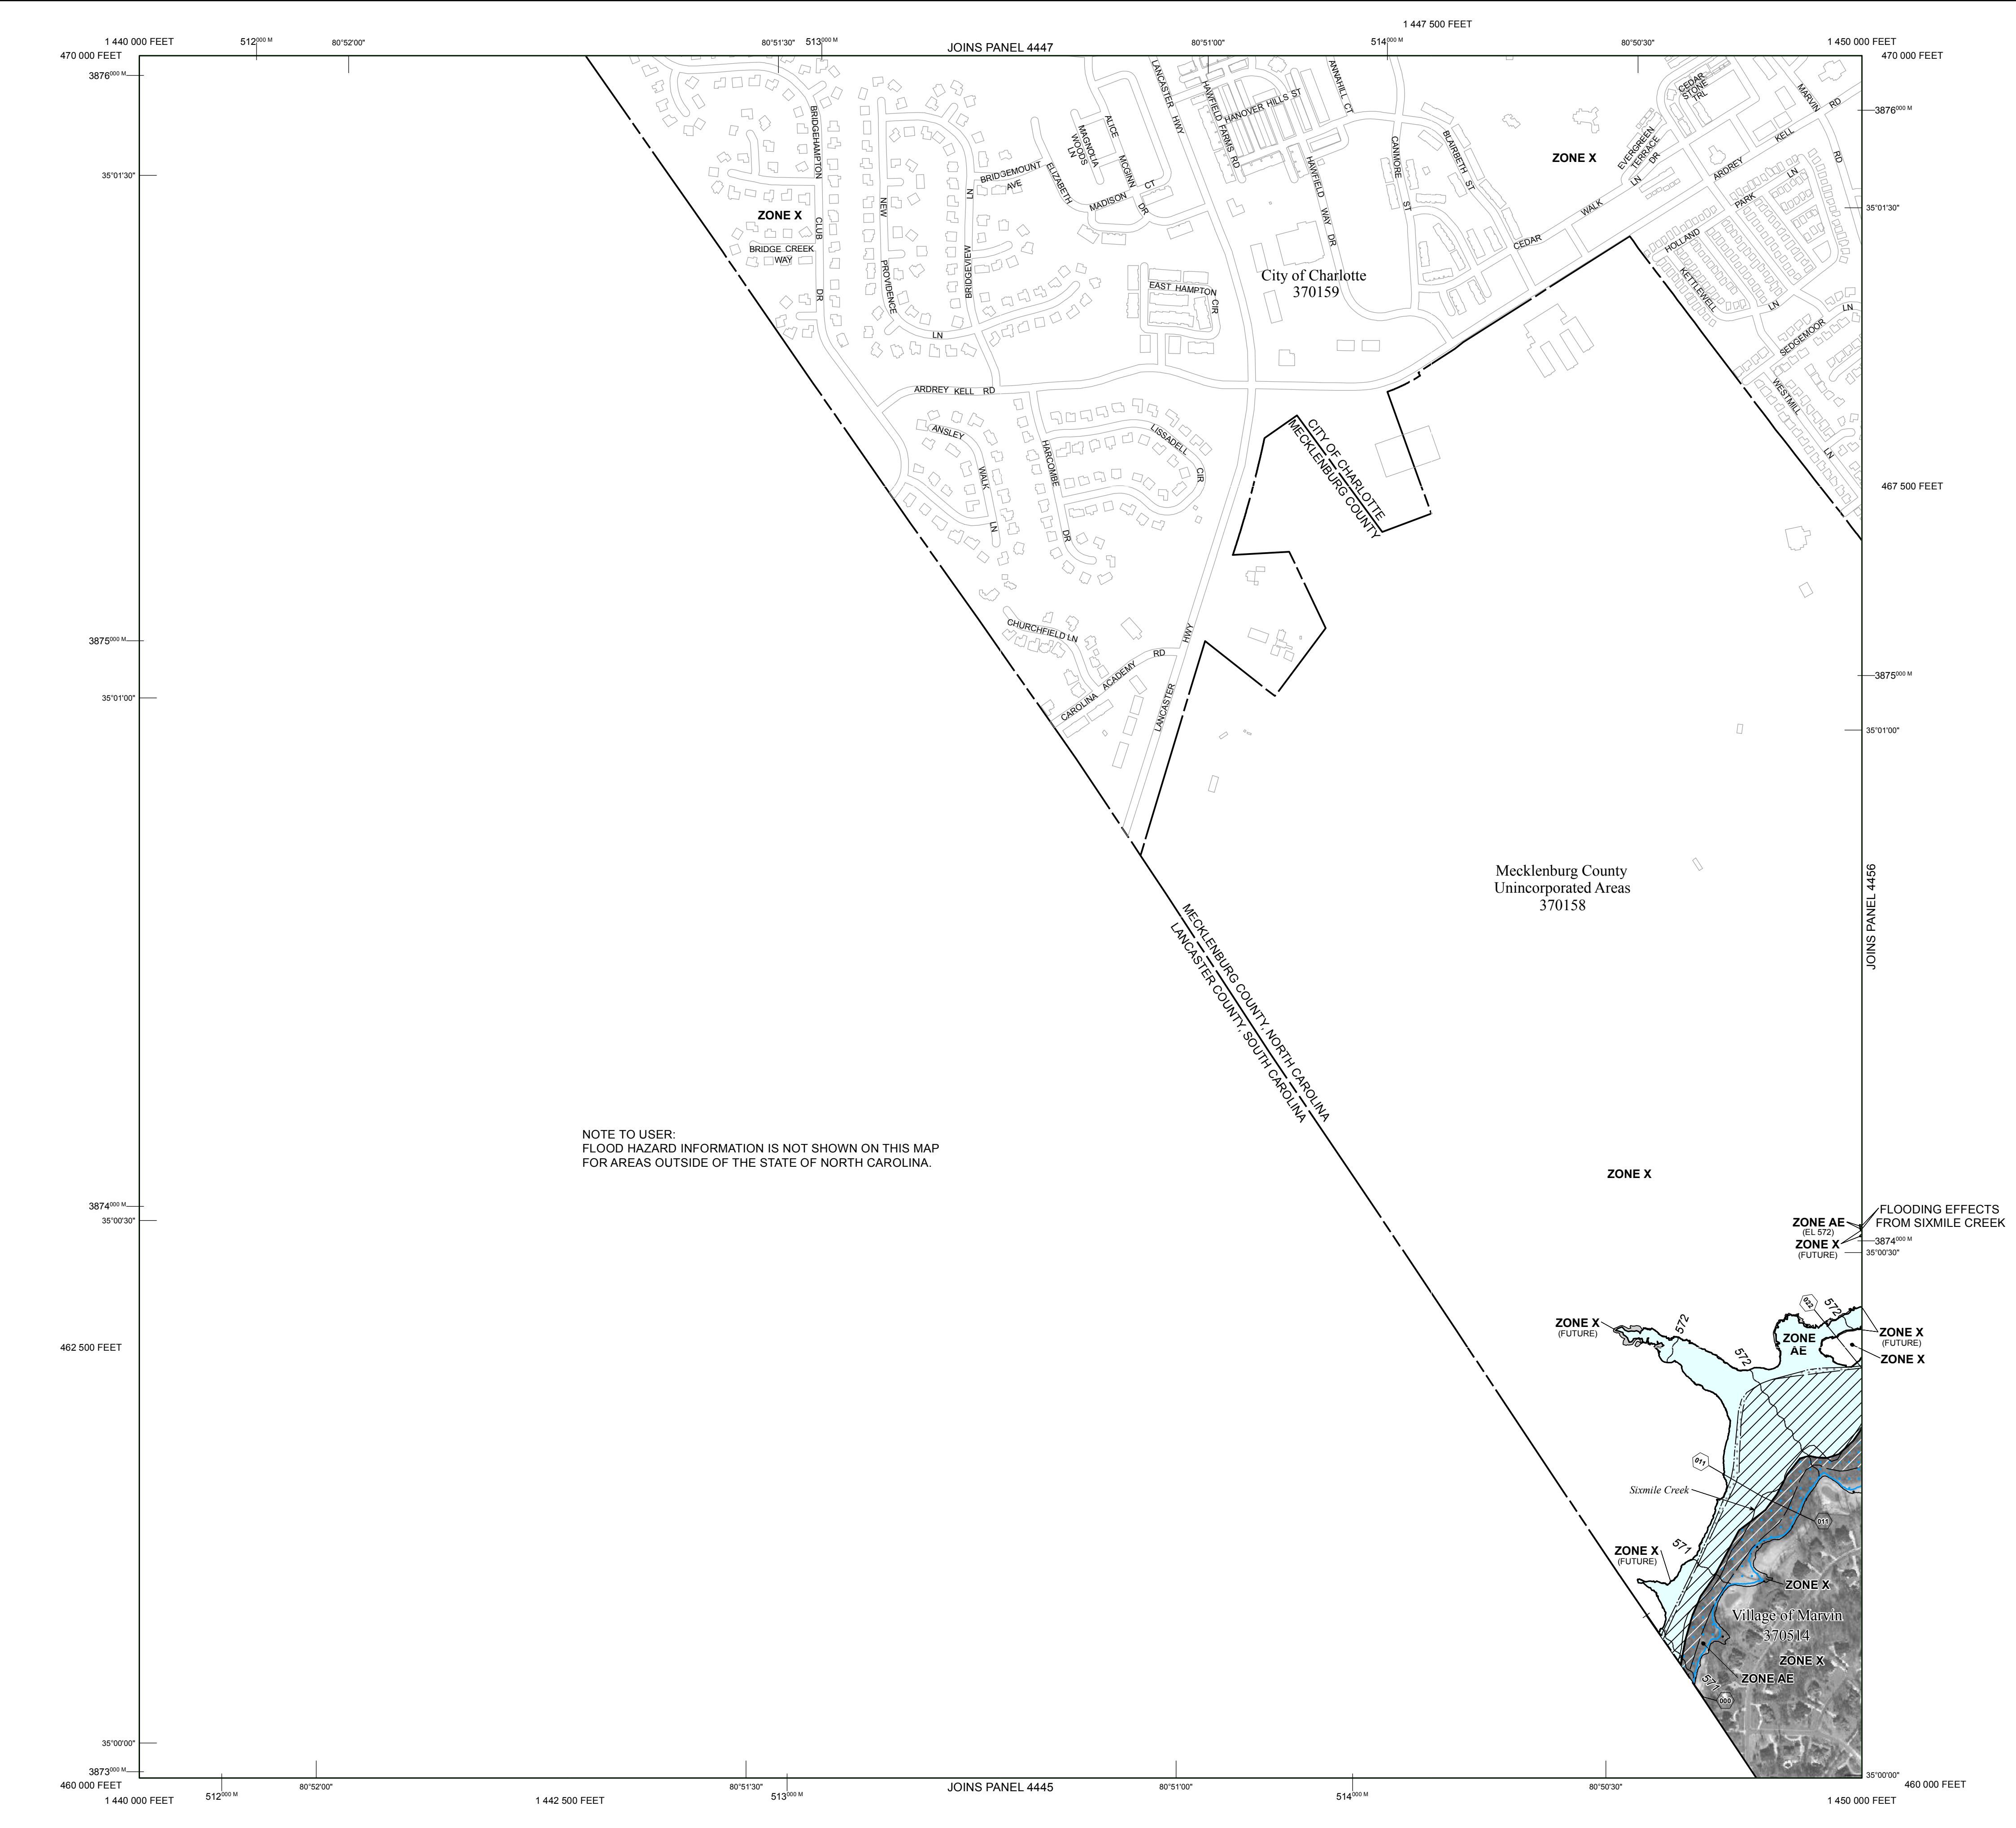 1 447 500 FEET
1 440 000 FEET
512000 M
80°52'00"
80°51'30"
513000 M
JOINS PANEL 4447
80°51'00"
514000 M
80°50'30"
1 450 000 FEET
470 000 FEET
470 000 FEET
3876000 M
3876000 M
35°01'30"
35°01'30"
BRIDGEHAMPTON
CLUB
DR
ZONE X
BRIDGE CREEK
WAY
NEW
PROVIDENCE
LN
LN
BRIDGEVIEW
BRIDGEMOUNT
AVE
ELIZABETH
MAGNOLIA
WOODS
LN
ALICE
MCGINN
DR
MADISON
CT
LANCASTER
HWY
HAWFIELD FARMS RD
HANOVER HILLS ST
ANNAHILL CT
HAWFIELD
WAY
DR
CANMORE
ST
BLAIRBETH ST
ZONE X
CEDAR
STONE
TRL
EVERGREEN
TERRACE
DR
CEDAR
WALK
LN
ARDREY
KELL
RD
MARVIN
RD
PARK
LN
HOLLAND
KETTLEWELL
LN
SEDGEMOOR
LN
WESTMILL
LN
EAST HAMPTON
CIR
City of Charlotte
370159
ARDREY KELL RD
ANSLEY
WALK
LN
HARCOMBE
DR
LISSADELL
CIR
CITY OF CHARLOTTE
MECKLENBURG COUNTY
467 500 FEET
CHURCHFIELD LN
CAROLINA ACADEMY RD
LANCASTER
HWY
3875000 M
3875000 M
35°01'00"
35°01'00"
Mecklenburg County
Unincorporated Areas
370158
JOINS PANEL 4456
MECKLENBURG COUNTY, NORTH CAROLINA
LANCASTER COUNTY, SOUTH CAROLINA
NOTE TO USER:
FLOOD HAZARD INFORMATION IS NOT SHOWN ON THIS MAP
FOR AREAS OUTSIDE OF THE STATE OF NORTH CAROLINA.
ZONE X
3874000 M
35°00'30"
ZONE AE
(EL 572)
ZONE X
(FUTURE)
FLOODING EFFECTS
FROM SIXMILE CREEK
3874000 M
35°00'30"
462 500 FEET
ZONE X
(FUTURE)
572
572
022
572
ZONE
AE
ZONE X
(FUTURE)
ZONE X
011
Sixmile Creek
011
ZONE X
(FUTURE)
571
ZONE X
Village of Marvin
370514
ZONE X
ZONE AE
571
000
35°00'00"
3873000 M
460 000 FEET
35°00'00"
460 000 FEET
1 440 000 FEET
512000 M
80°52'00"
1 442 500 FEET
80°51'30"
513000 M
JOINS PANEL 4445
80°51'00"
514000 M
80°50'30"
1 450 000 FEET